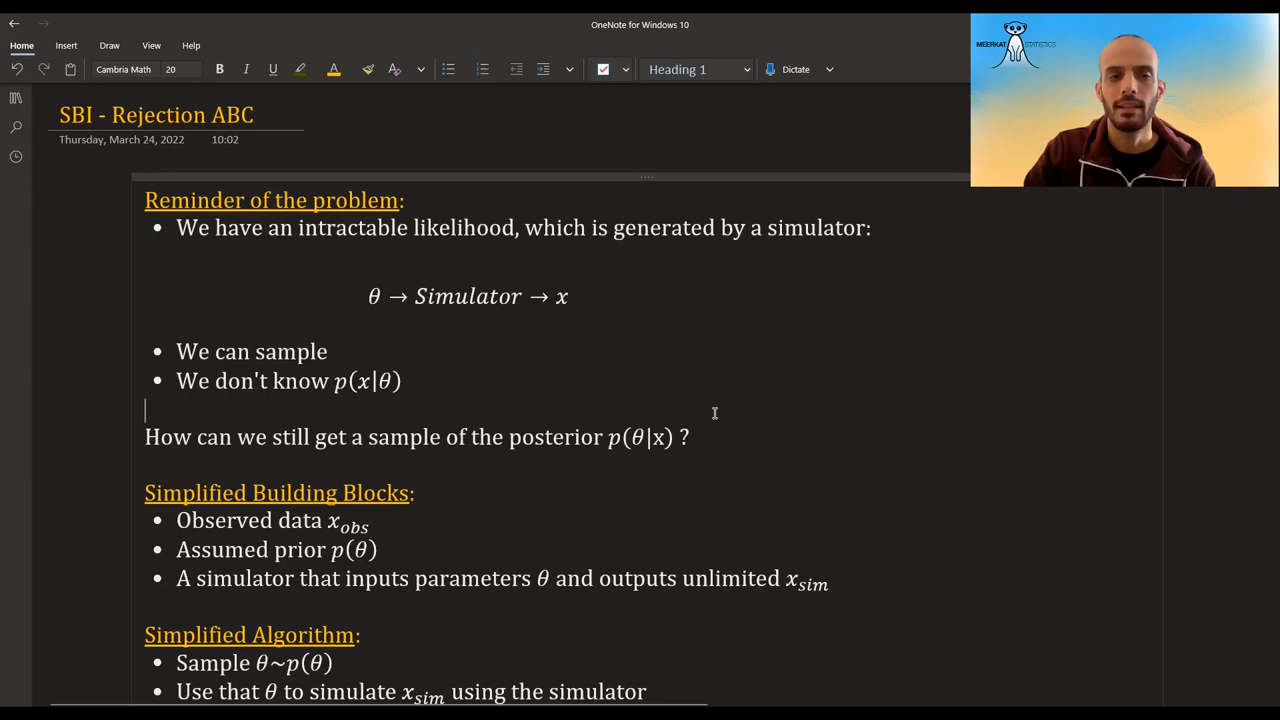 OneNote for Windows 10
Home Insert Draw View Help
Cambria Math 20 B I U A A Heading 1 Dictate
MEERKAT STATISTICS
SBI - Rejection ABC
Thursday, March 24, 2022 10:02
Reminder of the problem:
• We have an intractable likelihood, which is generated by a simulator:
θ → Simulator → x
• We can sample
• We don't know p(x|θ)
How can we still get a sample of the posterior p(θ|x) ?
Simplified Building Blocks:
• Observed data x_obs
• Assumed prior p(θ)
• A simulator that inputs parameters θ and outputs unlimited x_sim
Simplified Algorithm:
• Sample θ~p(θ)
• Use that θ to simulate x_sim using the simulator